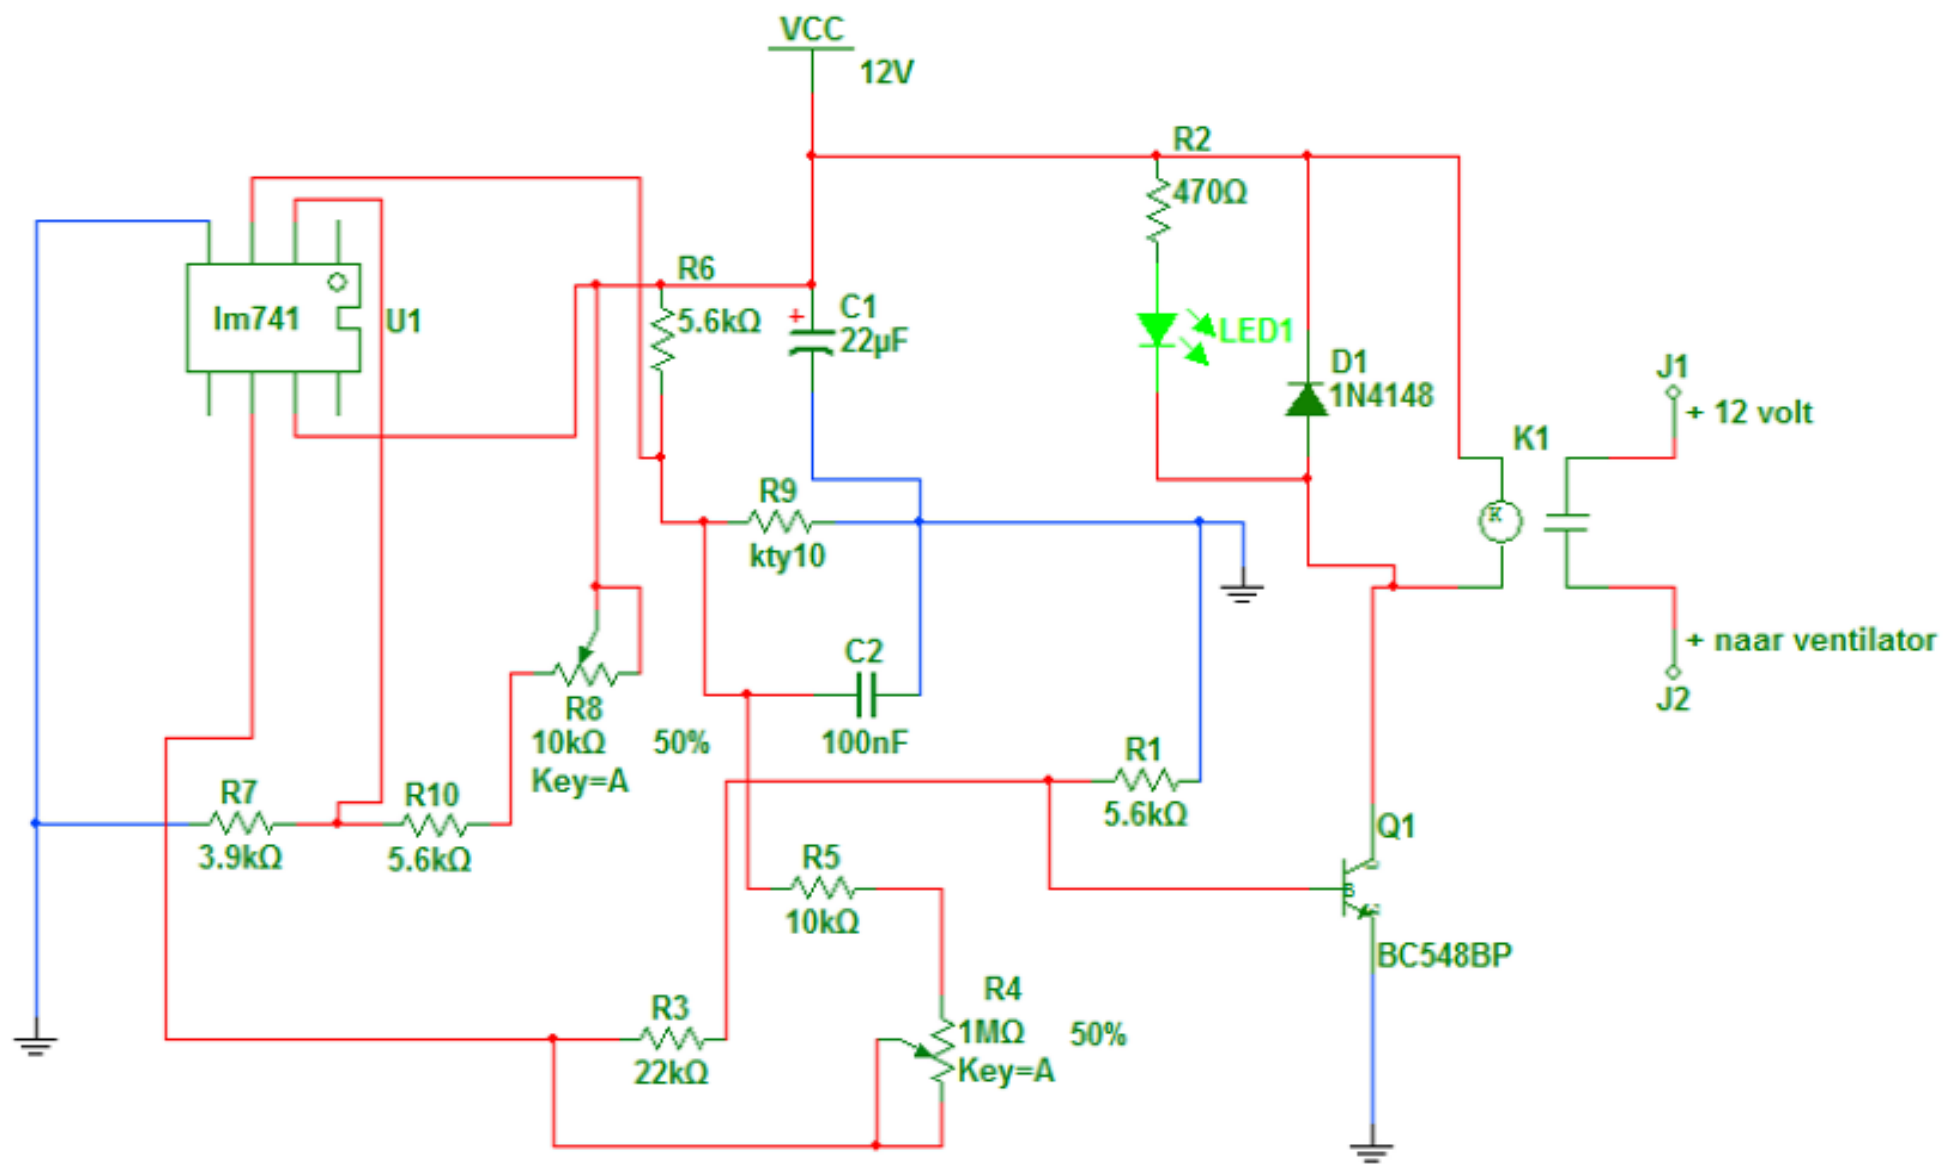 VCC
12V
R2
470Ω
R6
5.6kΩ
C1
22µF
lm741
U1
LED1
D1
1N4148
J1
+ 12 volt
K1
K
R9
kty10
+ naar ventilator
J2
C2
100nF
R8
10kΩ
50%
Key=A
R7
3.9kΩ
R10
5.6kΩ
R1
5.6kΩ
Q1
B
BC548BP
R5
10kΩ
R4
1MΩ
50%
Key=A
R3
22kΩ